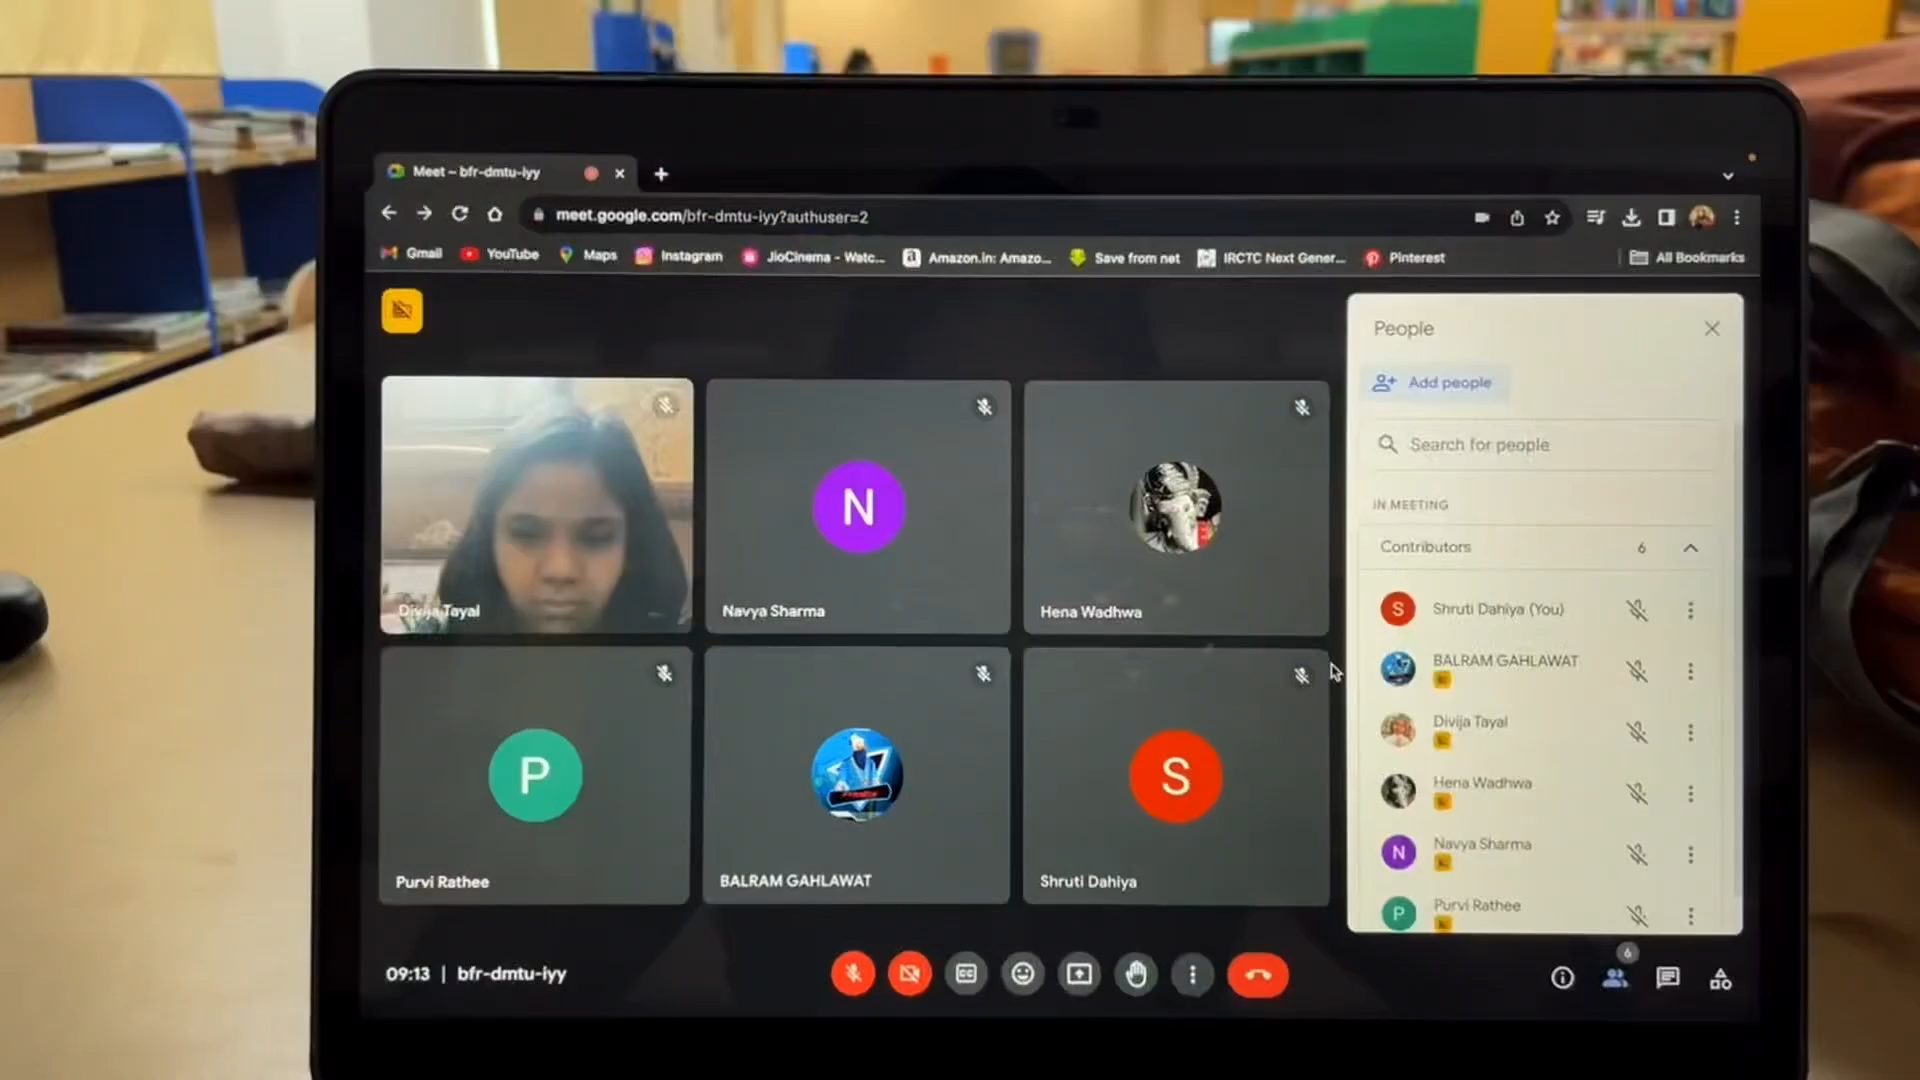 Meet – bfr-dmtu-iyy
meet.google.com/bfr-dmtu-iyy?authuser=2
Gmail YouTube Maps Instagram JioCinema - Watc... Amazon.in: Amazo... Save from net IRCTC Next Gener... Pinterest All Bookmarks
People
Add people
Search for people
IN MEETING
Contributors 6
S Shruti Dahiya (You)
BALRAM GAHLAWAT
Divija Tayal
Hena Wadhwa
N Navya Sharma
P Purvi Rathee
N
Divija Tayal Navya Sharma Hena Wadhwa
P S
Purvi Rathee BALRAM GAHLAWAT Shruti Dahiya
09:13 | bfr-dmtu-iyy
CC
6